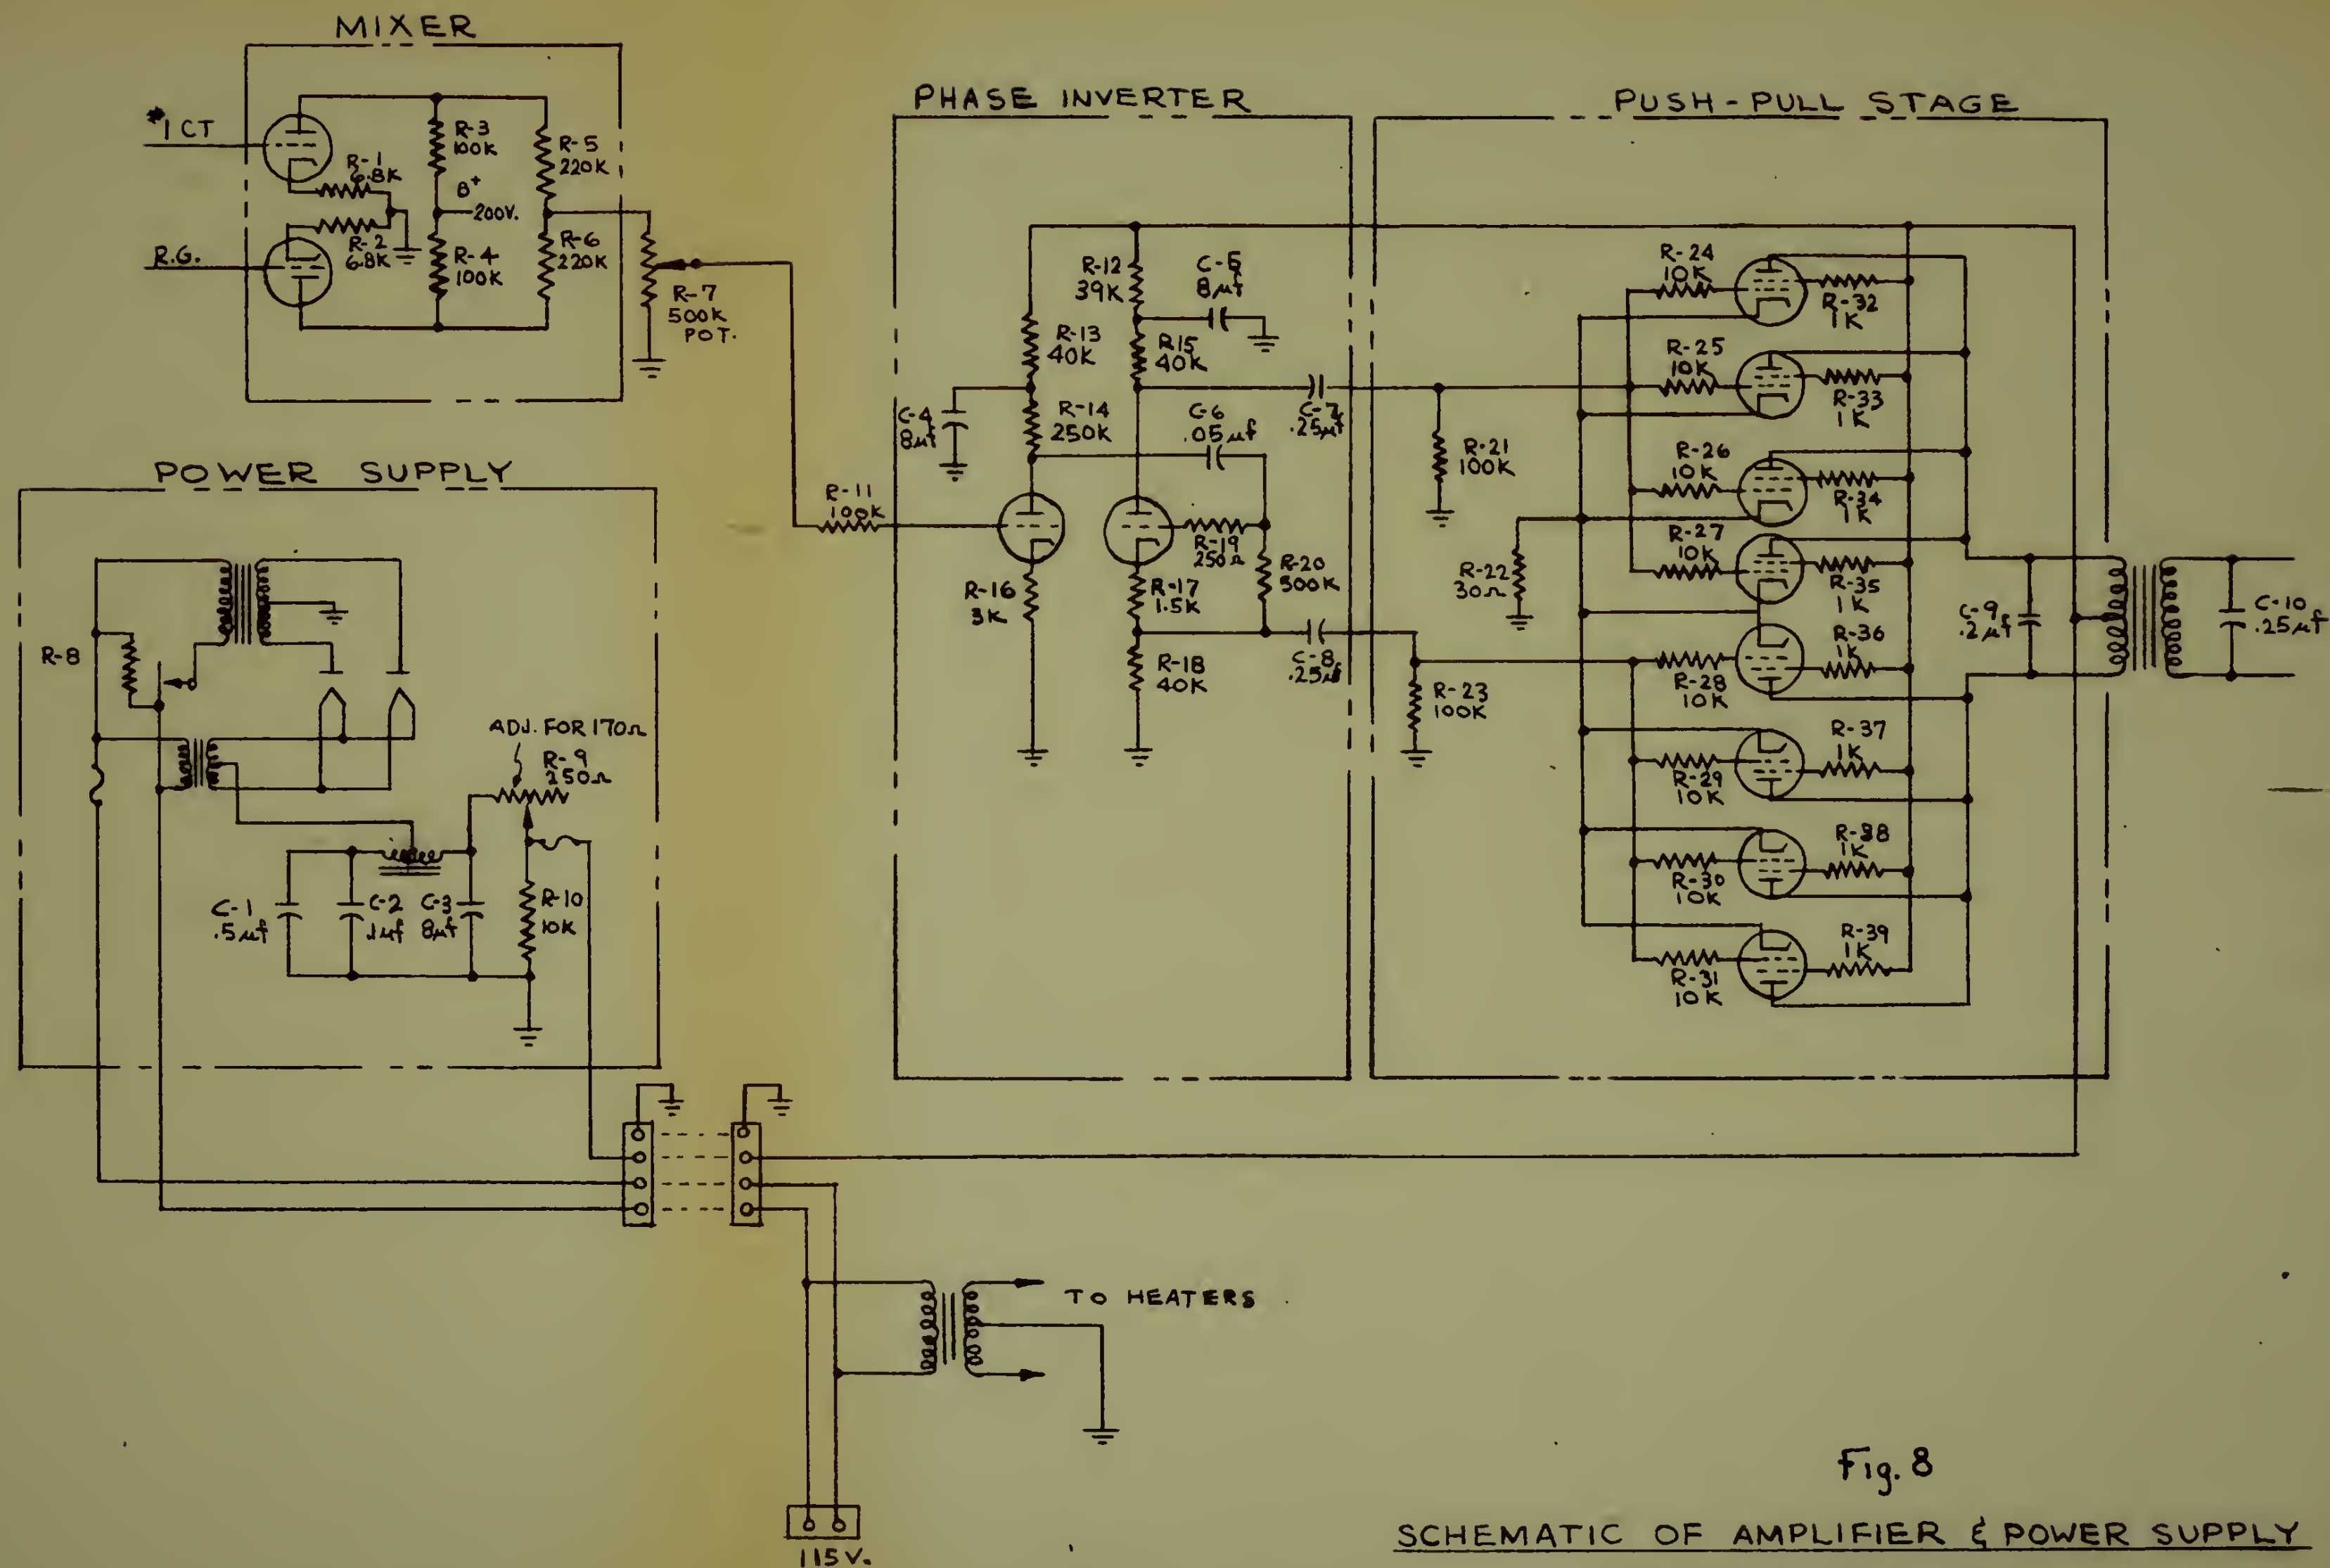 MIXER
*1 CT
R.G.
R-1
6.8K
R-2
6.8K
R-3
100K
B+
200V.
R-4
100K
R-5
220K
R-6
220K
R-7
500K
POT.
PHASE INVERTER
R-11
100K
R-12
39K
C-5
8µf
R-13
40K
R15
40K
C-4
8µf
R-14
250K
C-6
.05µf
C-7
.25µf
R-16
3K
R-17
1.5K
R-19
250Ω
R-20
500K
R-18
40K
C-8
.25µf
PUSH-PULL STAGE
R-21
100K
R-22
30Ω
R-23
100K
R-24
10K
R-32
1K
R-25
10K
R-33
1K
R-26
10K
R-34
1K
R-27
10K
R-35
1K
R-36
1K
R-28
10K
R-37
1K
R-29
10K
R-38
1K
R-30
10K
R-39
1K
R-31
10K
C-9
.2µf
C-10
.25µf
POWER SUPPLY
R-8
ADJ. FOR 170Ω
R-9
250Ω
C-1
.5µf
C-2
.1µf
C-3
8µf
R-10
10K
TO HEATERS
115V.
Fig. 8
SCHEMATIC OF AMPLIFIER & POWER SUPPLY